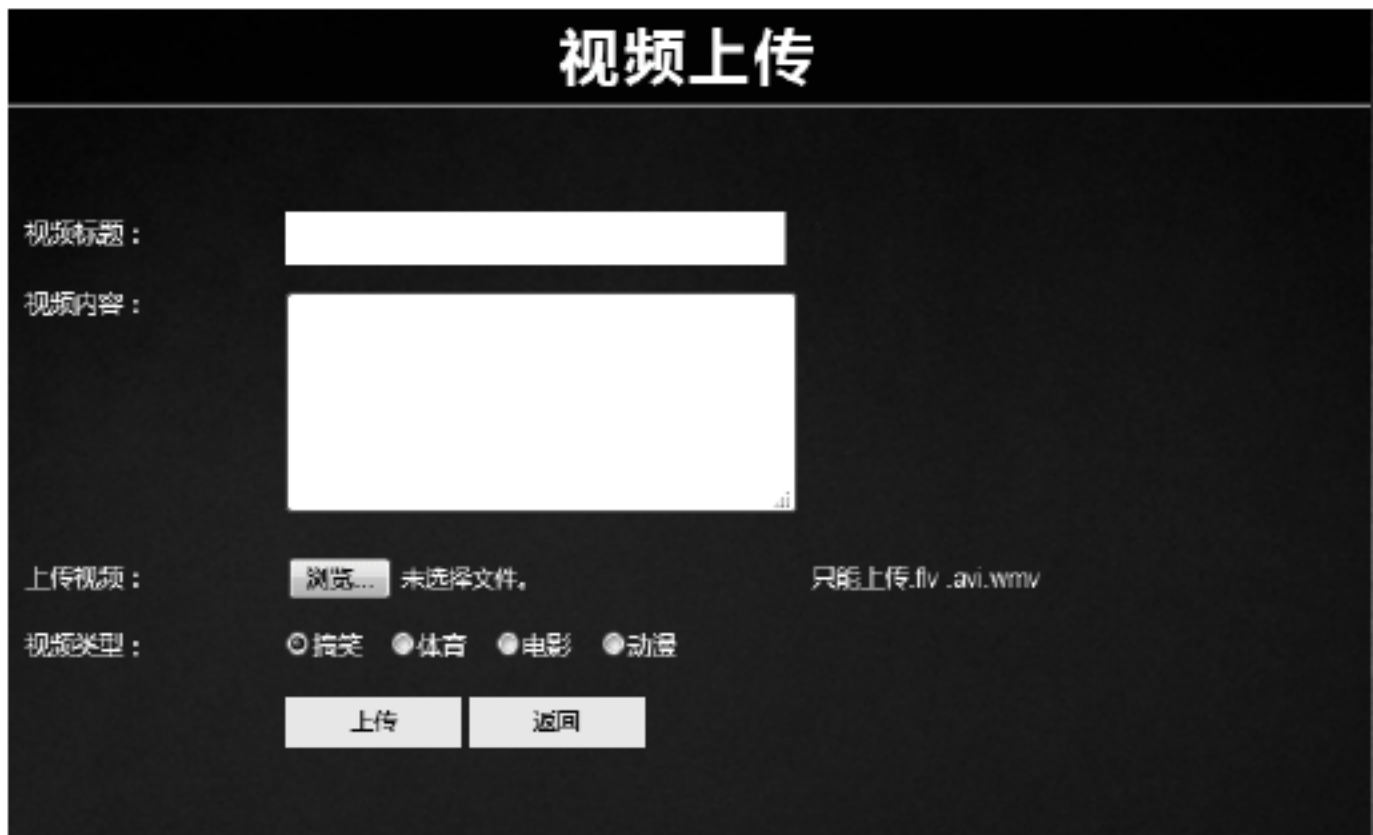 视频上传
视频标题：
视频内容：
上传视频： 浏览... 未选择文件。 只能上传.flv .avi.wmv
视频类型： 搞笑 体育 电影 动漫
上传 返回